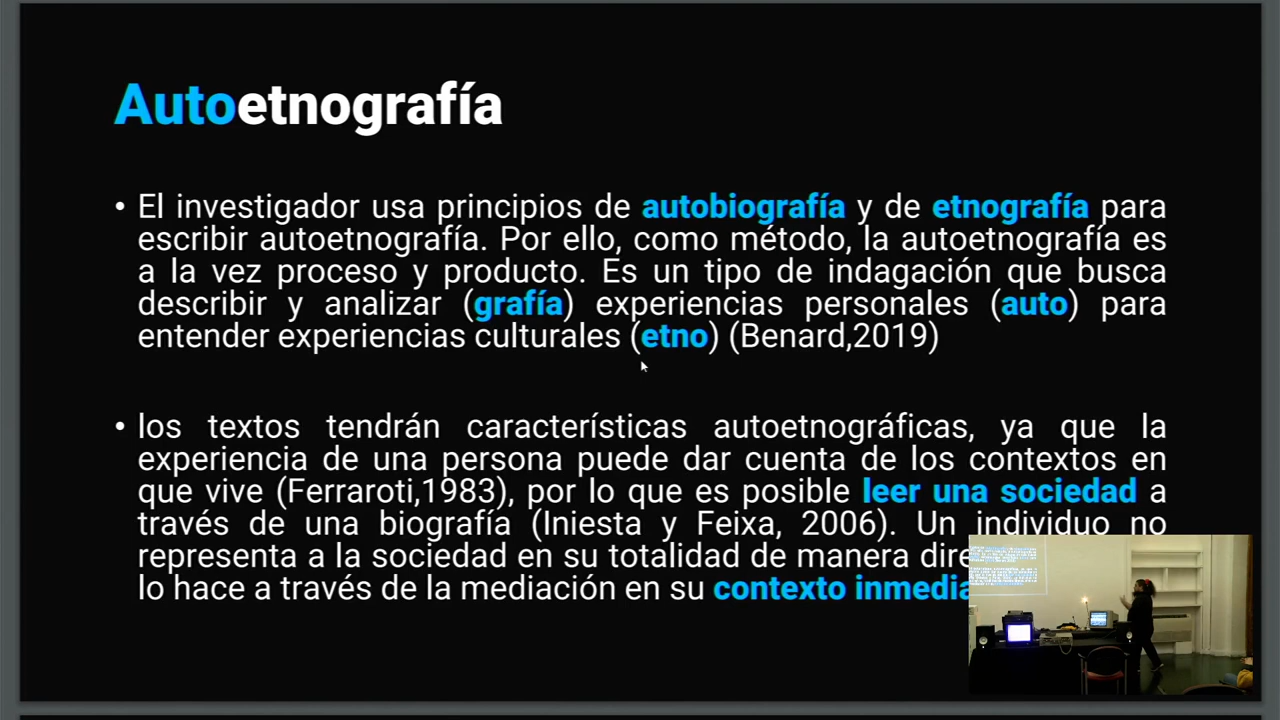 Autoetnografía
• El investigador usa principios de autobiografía y de etnografía para
escribir autoetnografía. Por ello, como método, la autoetnografía es
a la vez proceso y producto. Es un tipo de indagación que busca
describir y analizar (grafía) experiencias personales (auto) para
entender experiencias culturales (etno) (Benard,2019)
• los textos tendrán características autoetnográficas, ya que la
experiencia de una persona puede dar cuenta de los contextos en
que vive (Ferraroti,1983), por lo que es posible leer una sociedad a
través de una biografía (Iniesta y Feixa, 2006). Un individuo no
representa a la sociedad en su totalidad de manera
lo hace a través de la mediación en su contexto